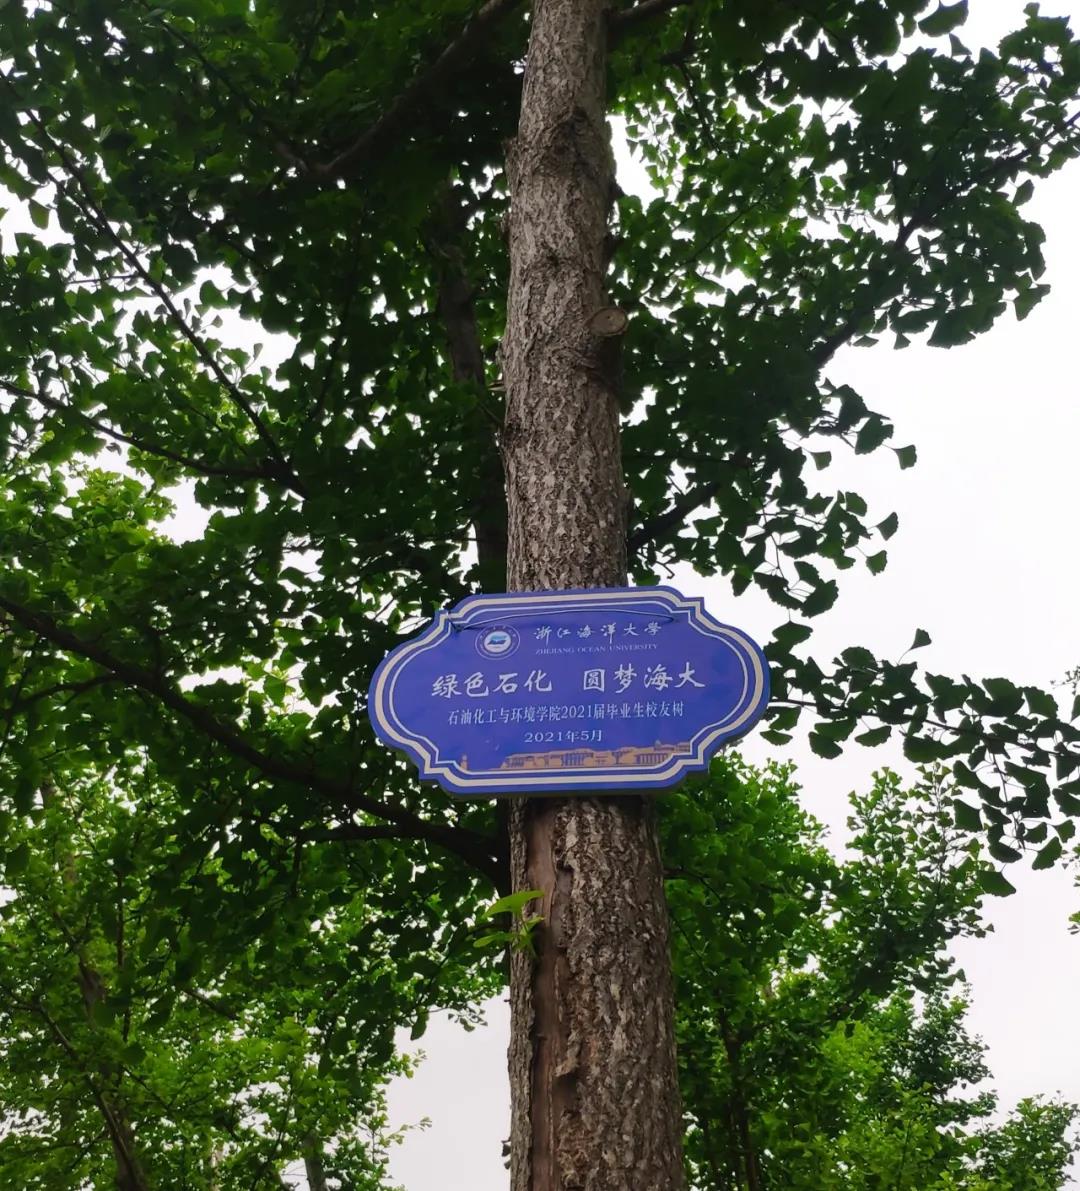 浙江海洋大学
ZHEJIANG OCEAN UNIVERSITY
绿色石化 圆梦海大
石油化工与环境学院2021届毕业生校友树
2021年5月